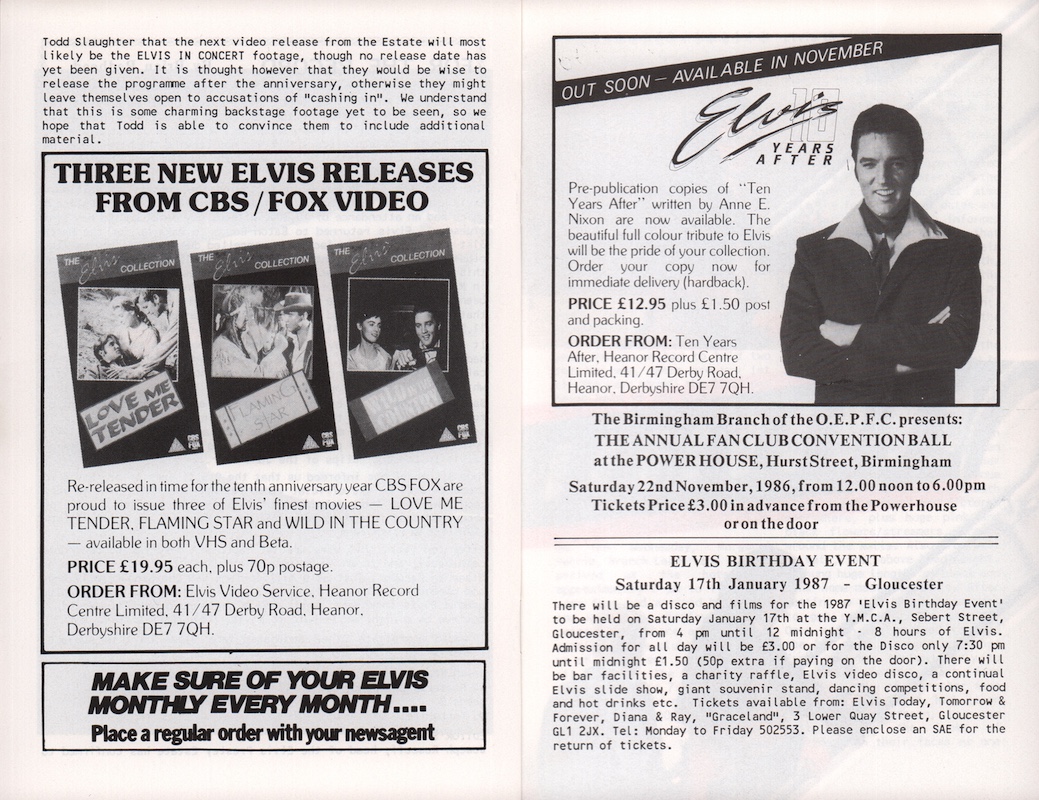 Todd Slaughter that the next video release from the Estate will most
likely be the ELVIS IN CONCERT footage, though no release date has
yet been given. It is thought however that they would be wise to
release the programme after the anniversary, otherwise they might
leave themselves open to accusations of "cashing in". We understand
that this is some charming backstage footage yet to be seen, so we
hope that Todd is able to convince them to include additional
material.
THREE NEW ELVIS RELEASES
FROM CBS/FOX VIDEO
THE Elvis COLLECTION
LOVE ME
TENDER
CBS
FOX
THE Elvis COLLECTION
FLAMING
STAR
CBS
FOX
THE Elvis COLLECTION
WILD IN THE
COUNTRY
CBS
FOX
Re-released in time for the tenth anniversary year CBS FOX are
proud to issue three of Elvis' finest movies — LOVE ME
TENDER, FLAMING STAR and WILD IN THE COUNTRY
— available in both VHS and Beta.
PRICE £19.95 each, plus 70p postage.
ORDER FROM: Elvis Video Service, Heanor Record
Centre Limited, 41/47 Derby Road, Heanor,
Derbyshire DE7 7QH.
MAKE SURE OF YOUR ELVIS
MONTHLY EVERY MONTH....
Place a regular order with your newsagent
OUT SOON — AVAILABLE IN NOVEMBER
Elvis 10
YEARS
AFTER
Pre-publication copies of "Ten
Years After" written by Anne E.
Nixon are now available. The
beautiful full colour tribute to Elvis
will be the pride of your collection.
Order your copy now for
immediate delivery (hardback).
PRICE £12.95 plus £1.50 post
and packing.
ORDER FROM: Ten Years
After, Heanor Record Centre
Limited, 41/47 Derby Road,
Heanor, Derbyshire DE7 7QH.
The Birmingham Branch of the O.E.P.F.C. presents:
THE ANNUAL FAN CLUB CONVENTION BALL
at the POWER HOUSE, Hurst Street, Birmingham
Saturday 22nd November, 1986, from 12.00 noon to 6.00pm
Tickets Price £3.00 in advance from the Powerhouse
or on the door
ELVIS BIRTHDAY EVENT
Saturday 17th January 1987 - Gloucester
There will be a disco and films for the 1987 'Elvis Birthday Event'
to be held on Saturday January 17th at the Y.M.C.A., Sebert Street,
Gloucester, from 4 pm until 12 midnight - 8 hours of Elvis.
Admission for all day will be £3.00 or for the Disco only 7:30 pm
until midnight £1.50 (50p extra if paying on the door). There will
be bar facilities, a charity raffle, Elvis video disco, a continual
Elvis slide show, giant souvenir stand, dancing competitions, food
and hot drinks etc. Tickets available from: Elvis Today, Tomorrow &
Forever, Diana & Ray, "Graceland", 3 Lower Quay Street, Gloucester
GL1 2JX. Tel: Monday to Friday 502553. Please enclose an SAE for the
return of tickets.